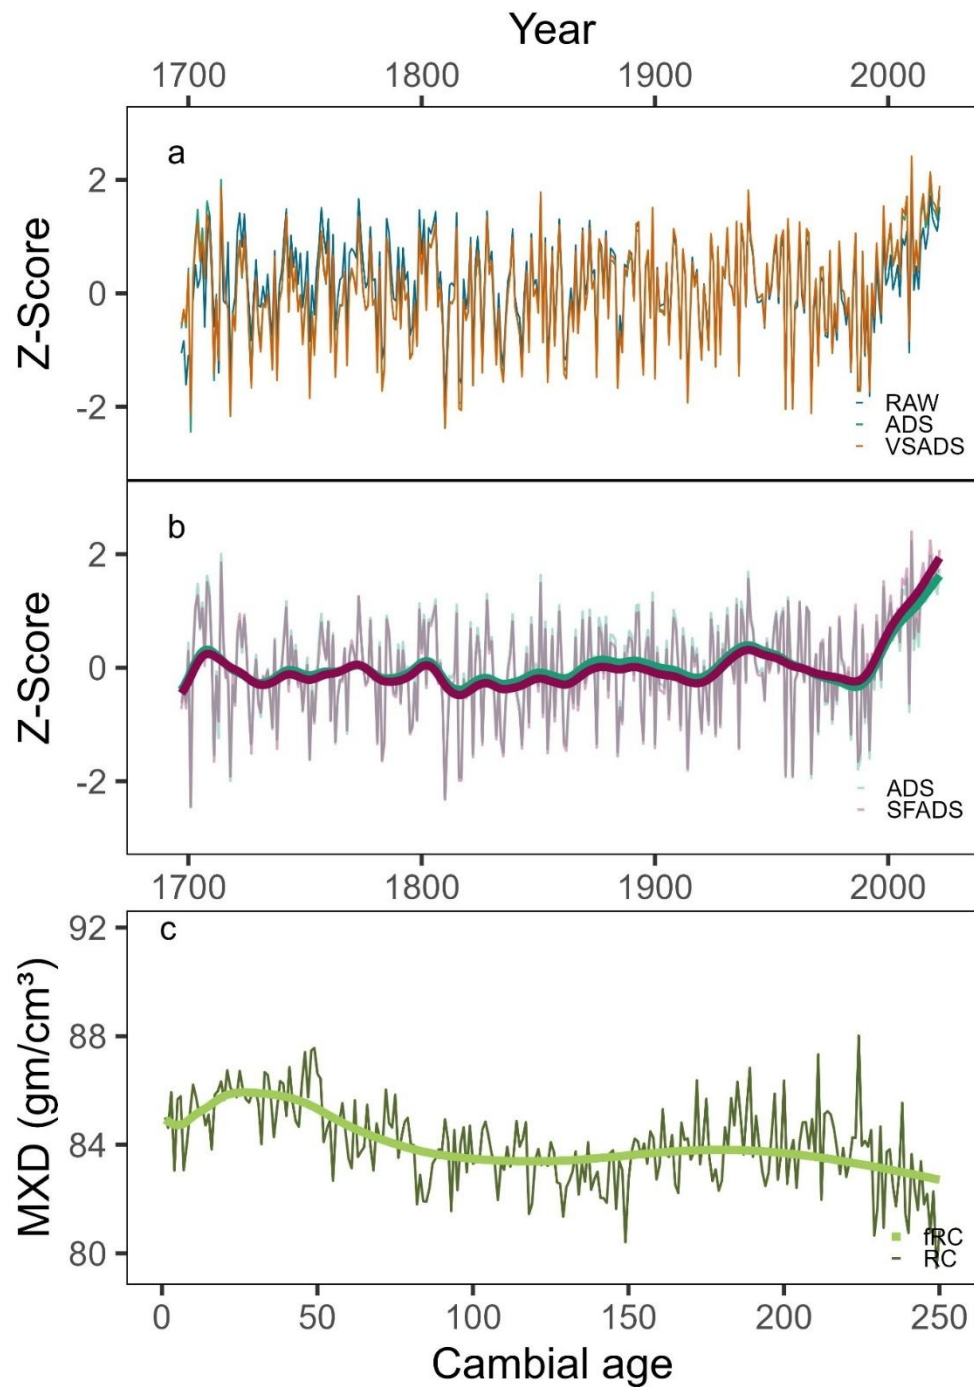 Year
1700 1800 1900 2000
a
2
0
-2
Z-Score
RAW
ADS
VSADS
b
2
0
-2
Z-Score
ADS
SFADS
1700 1800 1900 2000
c
92
88
84
80
MXD (gm/cm³)
fRC
RC
0 50 100 150 200 250
Cambial age